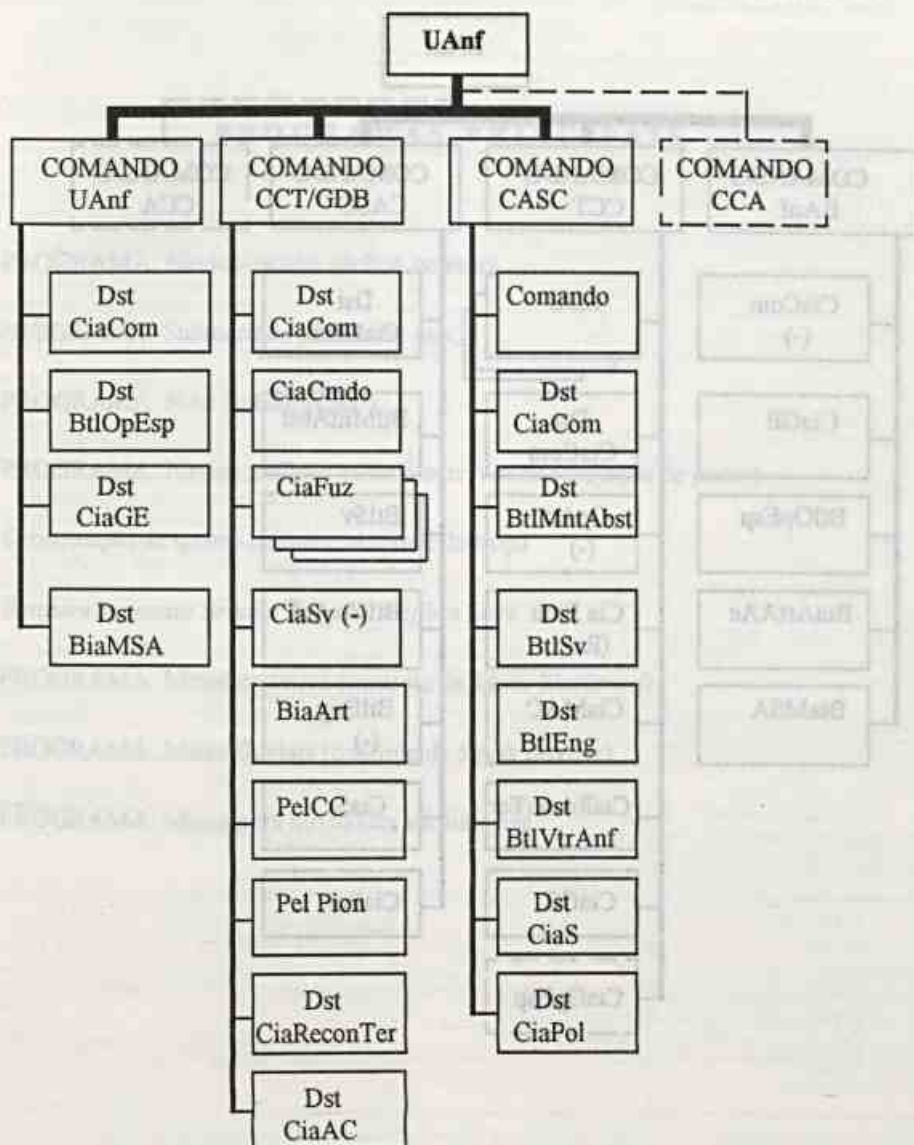 UAnf
COMANDO
UAnf
COMANDO
CCT/GDB
COMANDO
CASC
COMANDO
CCA
Dst
CiaCom
Dst
BtlOpEsp
Dst
CiaGE
Dst
BiaMSA
Dst
CiaCom
CiaCmdo
CiaFuz
CiaSv (-)
BiaArt
PelCC
Pel Pion
Dst
CiaReconTer
Dst
CiaAC
Comando
Dst
CiaCom
Dst
BtlMntAbst
Dst
BtlSv
Dst
BtlEng
Dst
BtlVtrAnf
Dst
CiaS
Dst
CiaPol